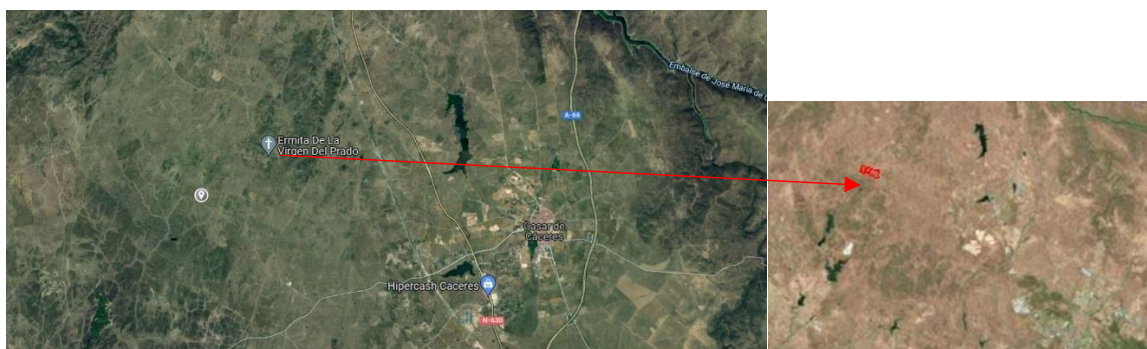 Embalse de José María de
A-66
Ermita De La
Virgen Del Prado
Casar de
Cáceres
Hipercash Cáceres
N-630